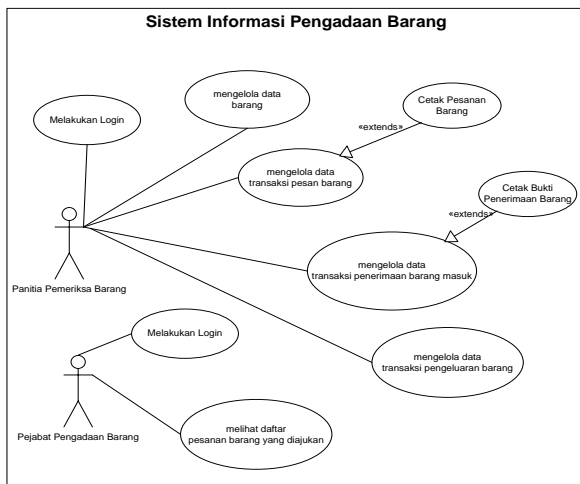 Sistem Informasi Pengadaan Barang
mengelola data
barang
Cetak Pesanan
Barang
Melakukan Login
«extends»
mengelola data
transaksi pesan barang
Cetak Bukti
Penerimaan Barang
«extends»
mengelola data
transaksi penerimaan barang masuk
Panitia Pemeriksa Barang
Melakukan Login
mengelola data
transaksi pengeluaran barang
Pejabat Pengadaan Barang
melihat daftar
pesanan barang yang diajukan